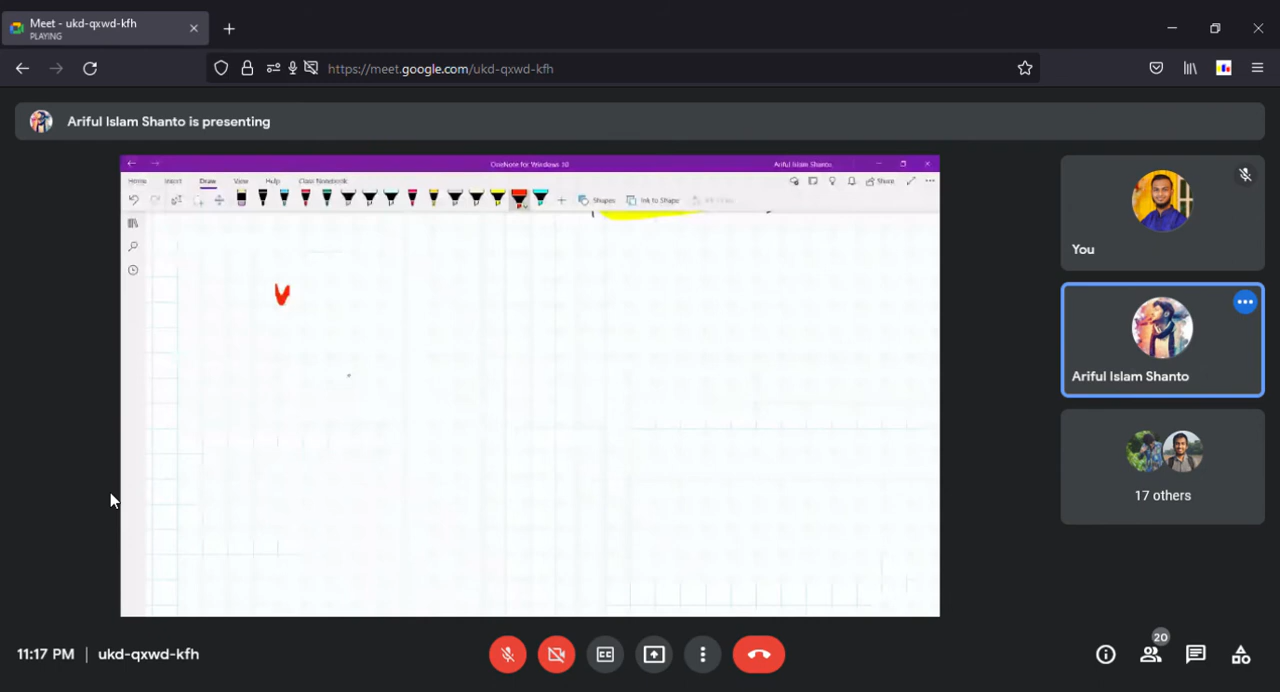 Meet - ukd-qxwd-kfh
PLAYING
https://meet.google.com/ukd-qxwd-kfh
Ariful Islam Shanto is presenting
OneNote for Windows 10
Ariful Islam Shanto
Home Insert Draw View Help Class Notebook
Share
Shapes
Ink to Shape
V
You
Ariful Islam Shanto
17 others
11:17 PM | ukd-qxwd-kfh
CC
20